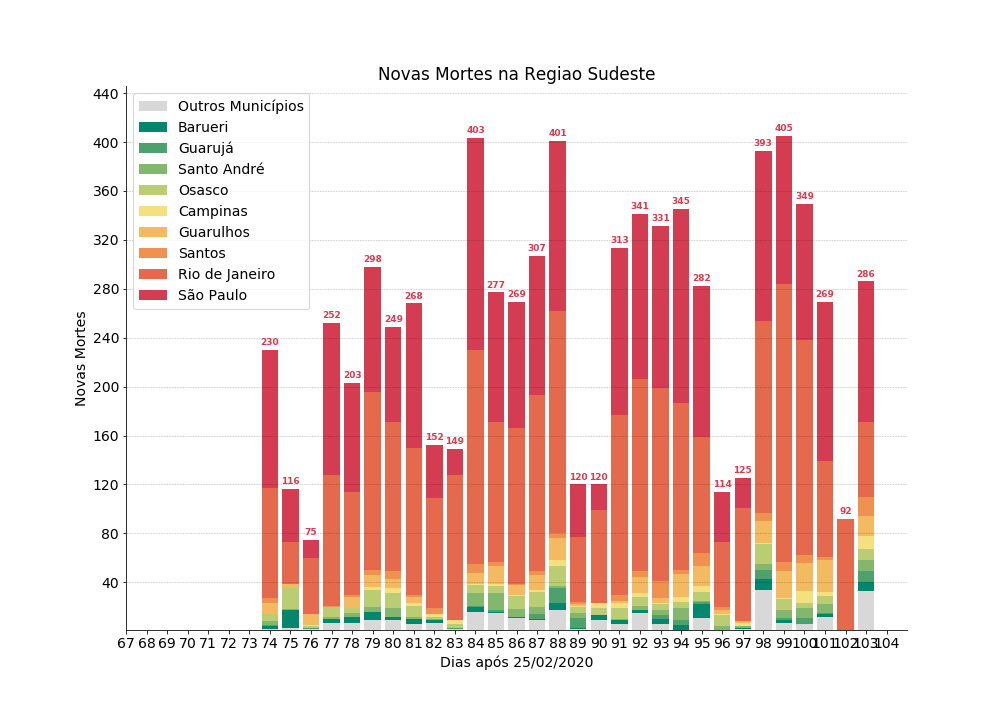 Novas Mortes na Regiao Sudeste
Novas Mortes
440
400
360
320
280
240
200
160
120
80
40
Outros Municípios
Barueri
Guarujá
Santo André
Osasco
Campinas
Guarulhos
Santos
Rio de Janeiro
São Paulo
230
116
75
252
203
298
249
268
152
149
403
277
269
307
401
120
120
313
341
331
345
282
114
125
393
405
349
269
92
286
67 68 69 70 71 72 73 74 75 76 77 78 79 80 81 82 83 84 85 86 87 88 89 90 91 92 93 94 95 96 97 98 99 100 101 102 103 104
Dias após 25/02/2020